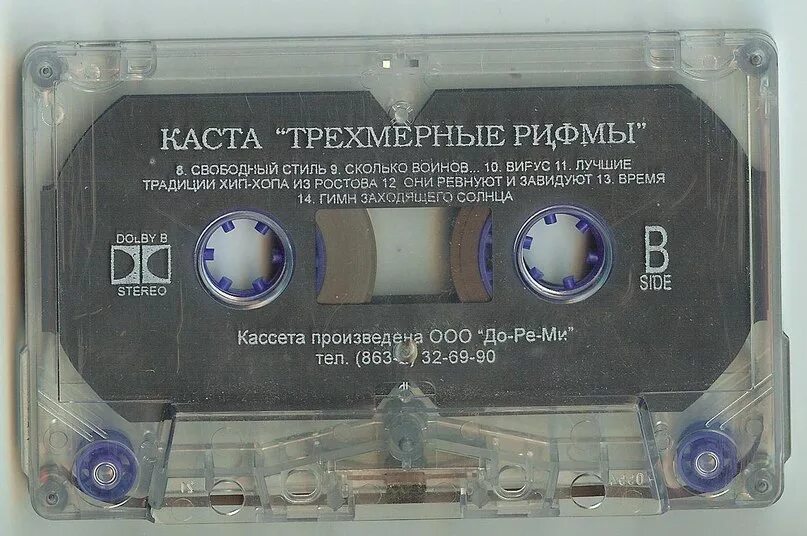 КАСТА "ТРЕХМЕРНЫЕ РИФМЫ"
8. СВОБОДНЫЙ СТИЛЬ 9. СКОЛЬКО ВОИНОВ... 10. ВИРУС 11. ЛУЧШИЕ
ТРАДИЦИИ ХИП-ХОПА ИЗ РОСТОВА 12 ОНИ РЕВНУЮТ И ЗАВИДУЮТ 13. ВРЕМЯ
14. ГИМН ЗАХОДЯЩЕГО СОЛНЦА
DOLBY B
STEREO
B
SIDE
Кассета произведена ООО "До-Ре-Ми"
тел. (863- ) 32-69-90